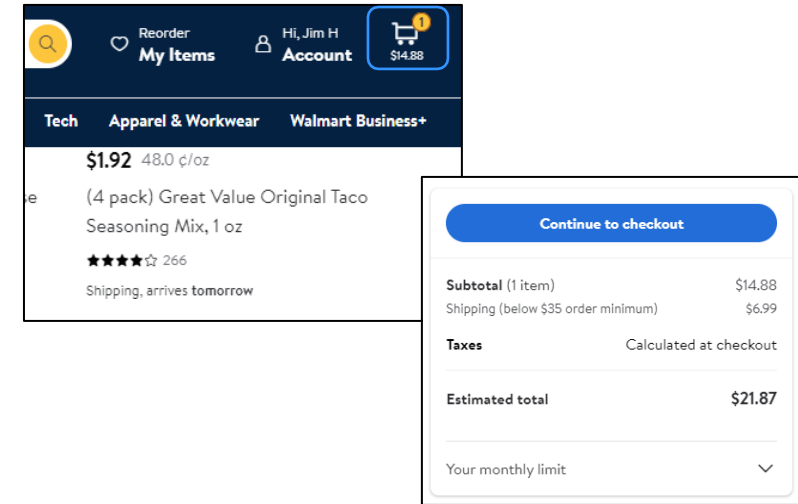 Reorder
My Items
Hi, Jim H
Account
1
$14.88
Tech Apparel & Workwear Walmart Business+
$1.92 48.0 ¢/oz
se
(4 pack) Great Value Original Taco
Seasoning Mix, 1 oz
266
Shipping, arrives tomorrow
Continue to checkout
Subtotal (1 item) $14.88
Shipping (below $35 order minimum) $6.99
Taxes Calculated at checkout
Estimated total $21.87
Your monthly limit